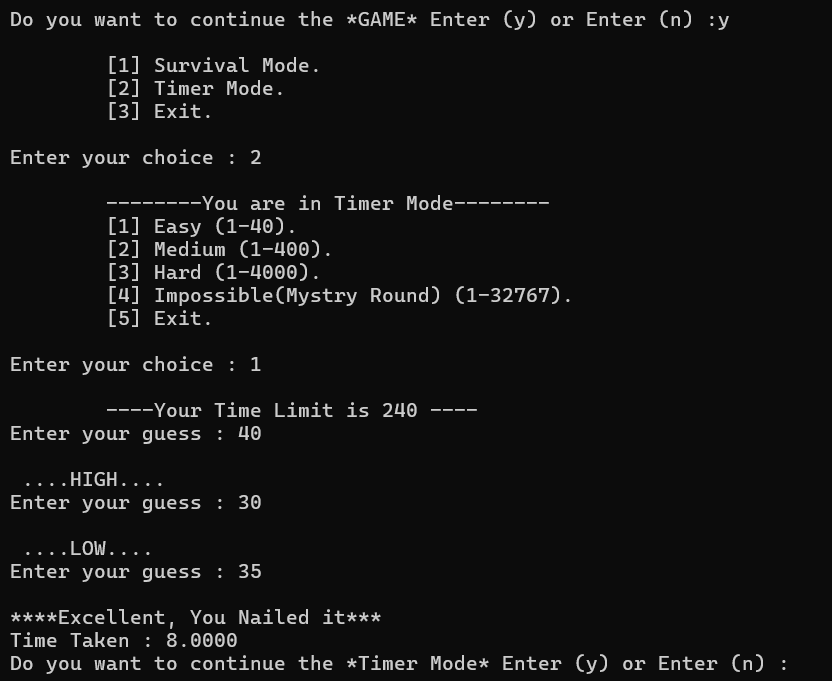 Do you want to continue the *GAME* Enter (y) or Enter (n) :y
[1] Survival Mode.
[2] Timer Mode.
[3] Exit.
Enter your choice : 2
--------You are in Timer Mode--------
[1] Easy (1-40).
[2] Medium (1-400).
[3] Hard (1-4000).
[4] Impossible(Mystry Round) (1-32767).
[5] Exit.
Enter your choice : 1
----Your Time Limit is 240 ----
Enter your guess : 40
....HIGH....
Enter your guess : 30
....LOW....
Enter your guess : 35
****Excellent, You Nailed it***
Time Taken : 8.0000
Do you want to continue the *Timer Mode* Enter (y) or Enter (n) :